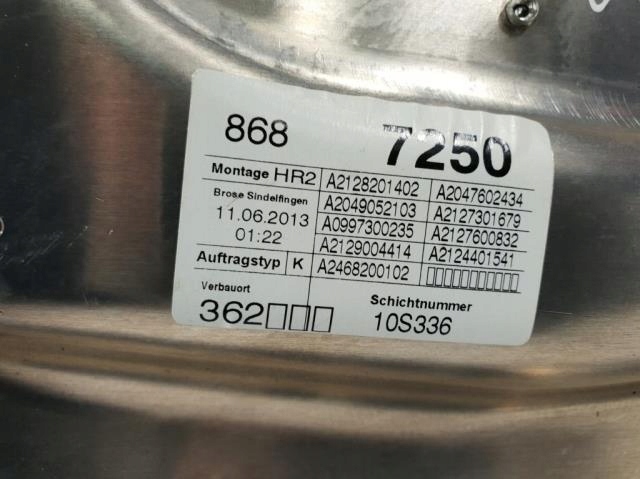 868 7250
Montage HR2 A2128201402 A2047602434
Brose Sindelfingen A2049052103 A2127301679
11.06.2013 A0997300235 A2127600832
01:22 A2129004414 A2124401541
Auftragstyp K A2468200102 □□□□□□□□□□□
Verbauort Schichtnummer
362□□□ 10S336